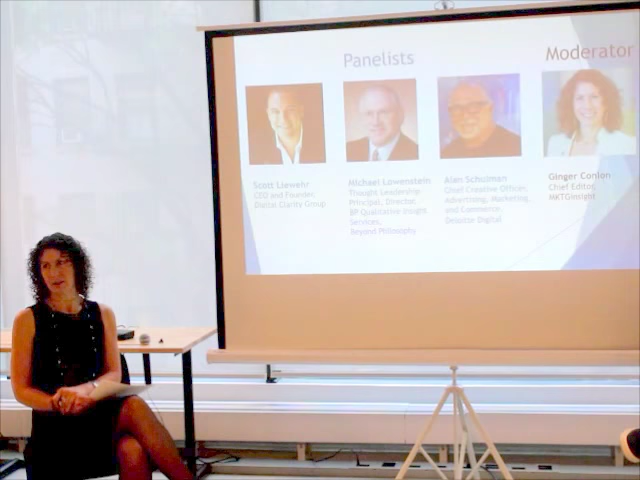 Panelists
Moderator
Scott Liewehr
CEO and Founder,
Digital Clarity Group
Michael Lowenstein
Thought Leadership
Principal, Director,
BP Qualitative Insight
Services,
Beyond Philosophy
Alan Schulman
Chief Creative Officer,
Advertising, Marketing,
and Commerce
Deloitte Digital
Ginger Conlon
Chief Editor,
MKTGinsight